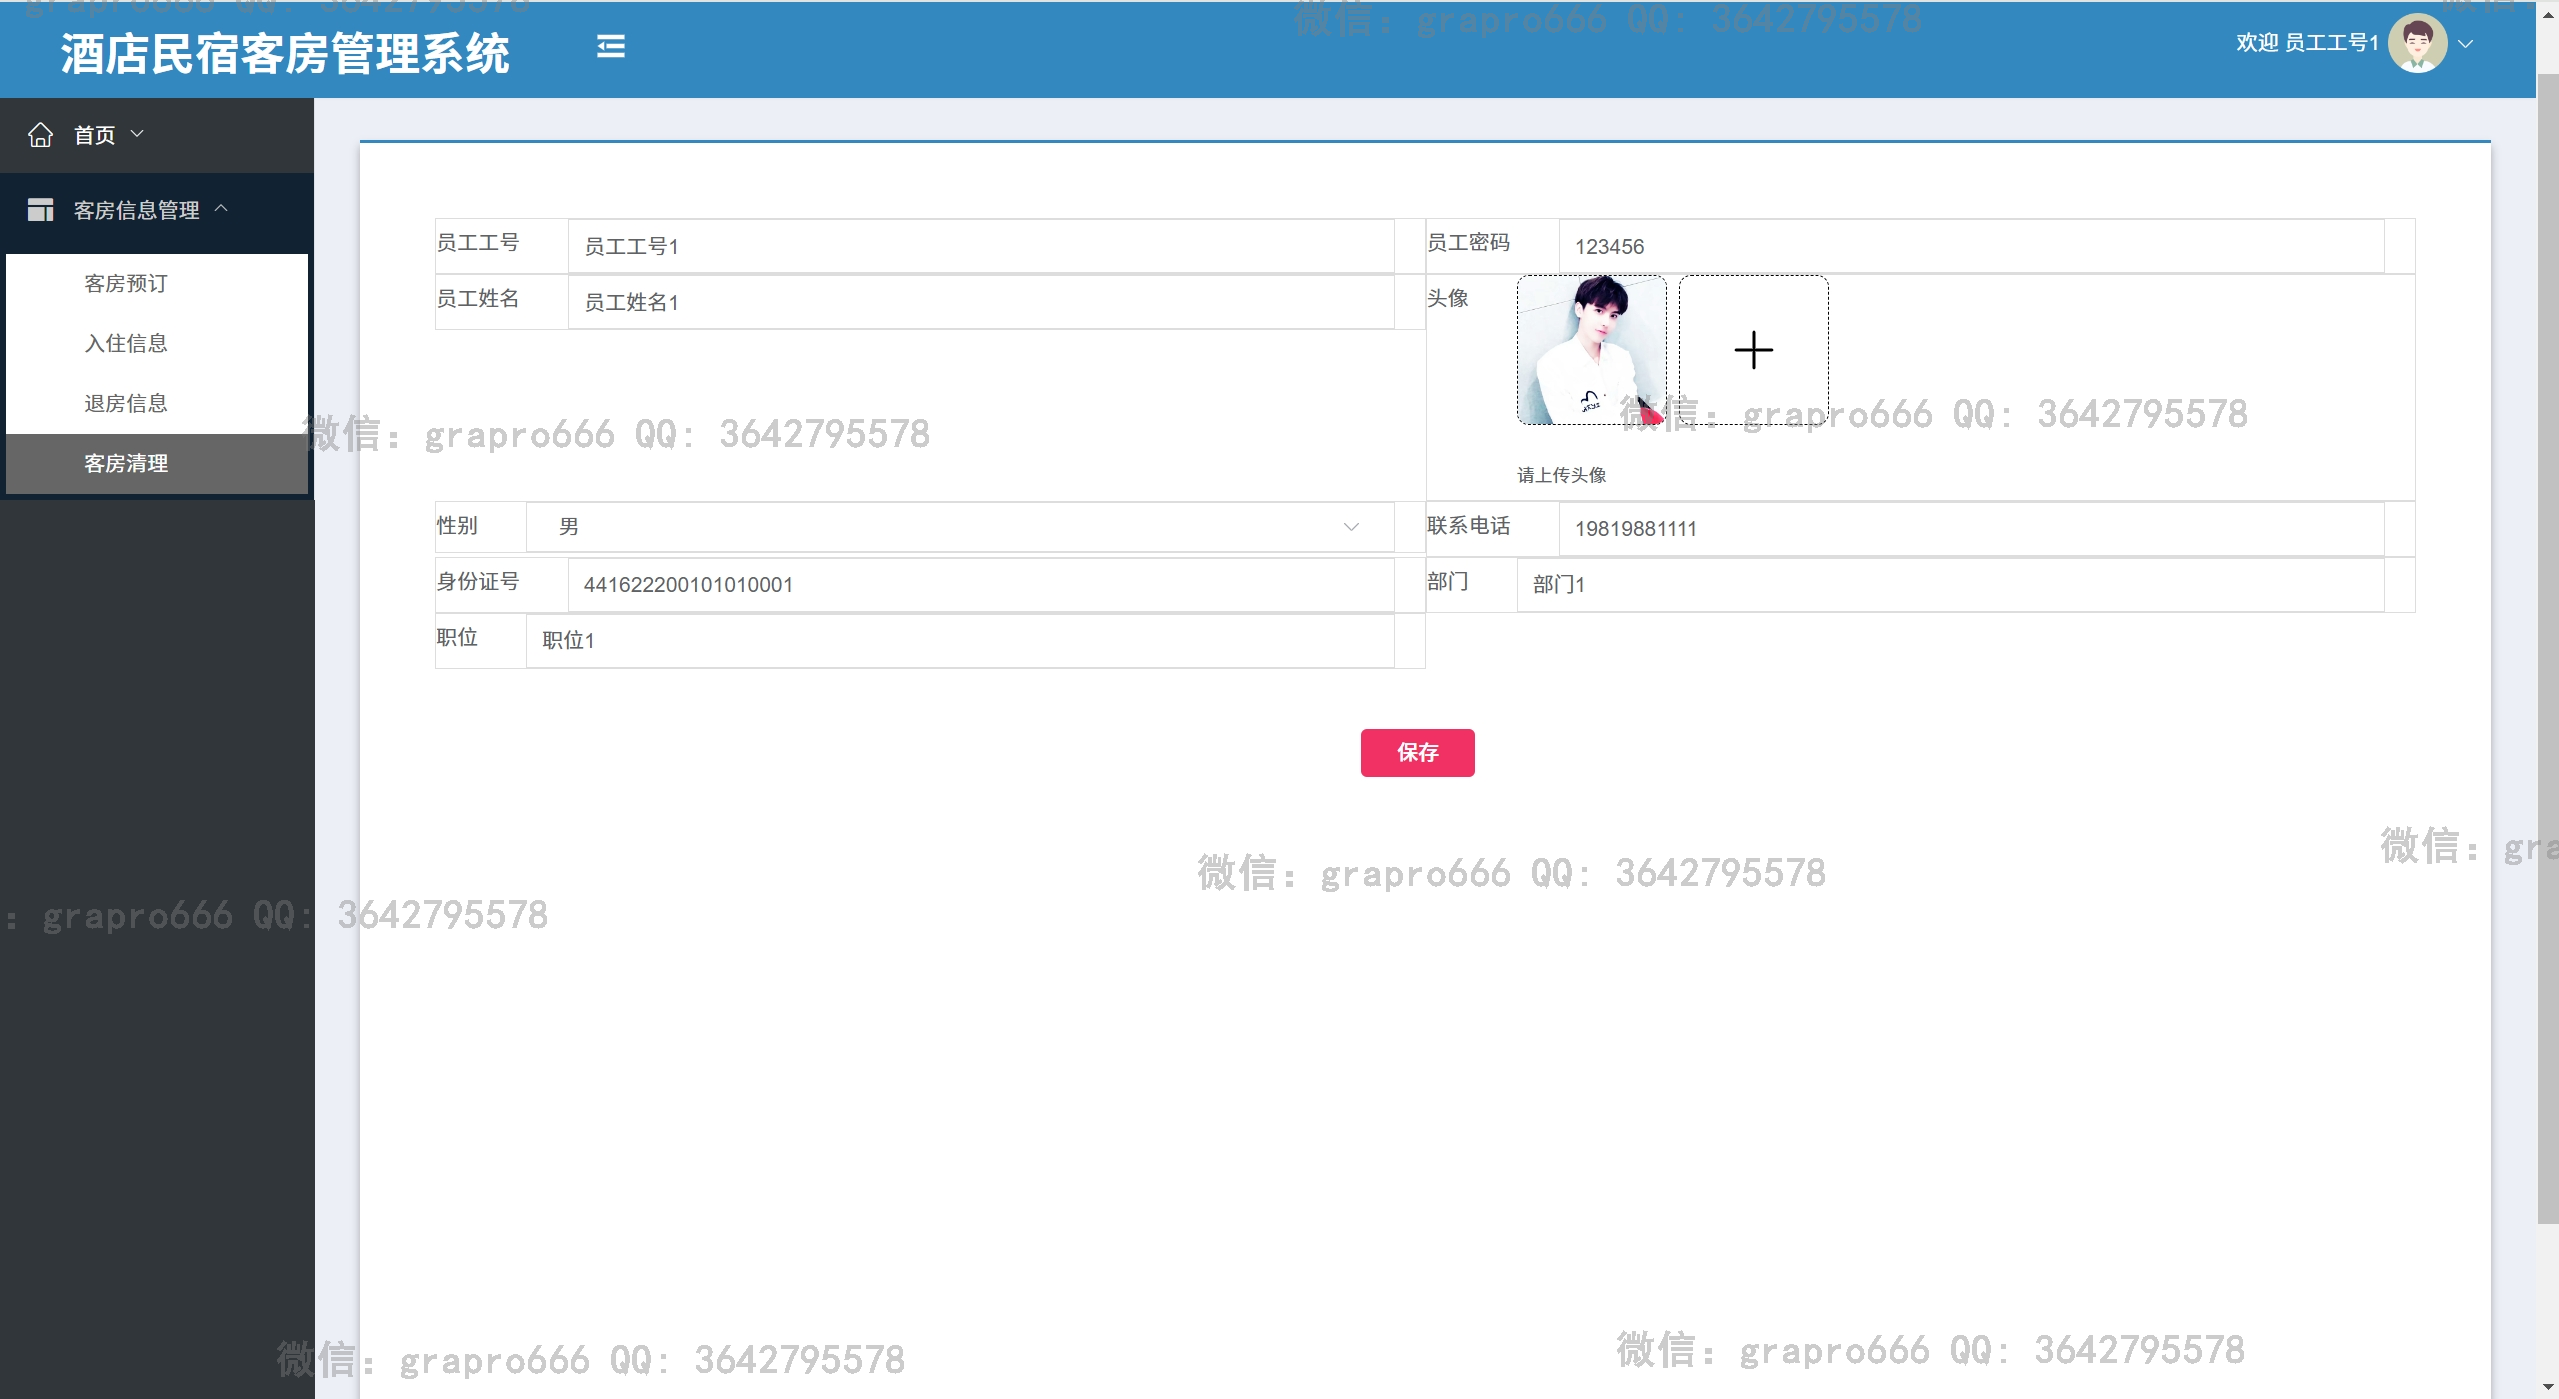 grapro666 QQ: 3642795578
微信: grapro666 QQ: 3642795578
酒店民宿客房管理系统
欢迎 员工工号1
首页
客房信息管理
客房预订
入住信息
退房信息
客房清理
员工工号 员工工号1 员工密码 123456
员工姓名 员工姓名1 头像
微信: grapro666 QQ: 3642795578
微信: grapro666 QQ: 3642795578
请上传头像
性别 男 联系电话 19819881111
身份证号 441622200101010001 部门 部门1
职位 职位1
保存
微信: gra
微信: grapro666 QQ: 3642795578
: grapro666 QQ: 3642795578
微信: grapro666 QQ: 3642795578
微信: grapro666 QQ: 3642795578